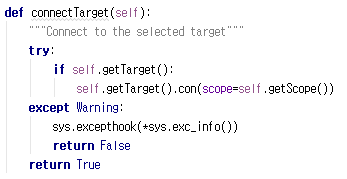 def connectTarget(self):
    """Connect to the selected target"""
    try:
        if self.getTarget():
            self.getTarget().con(scope=self.getScope())
    except Warning:
        sys.excepthook(*sys.exc_info())
        return False
    return True